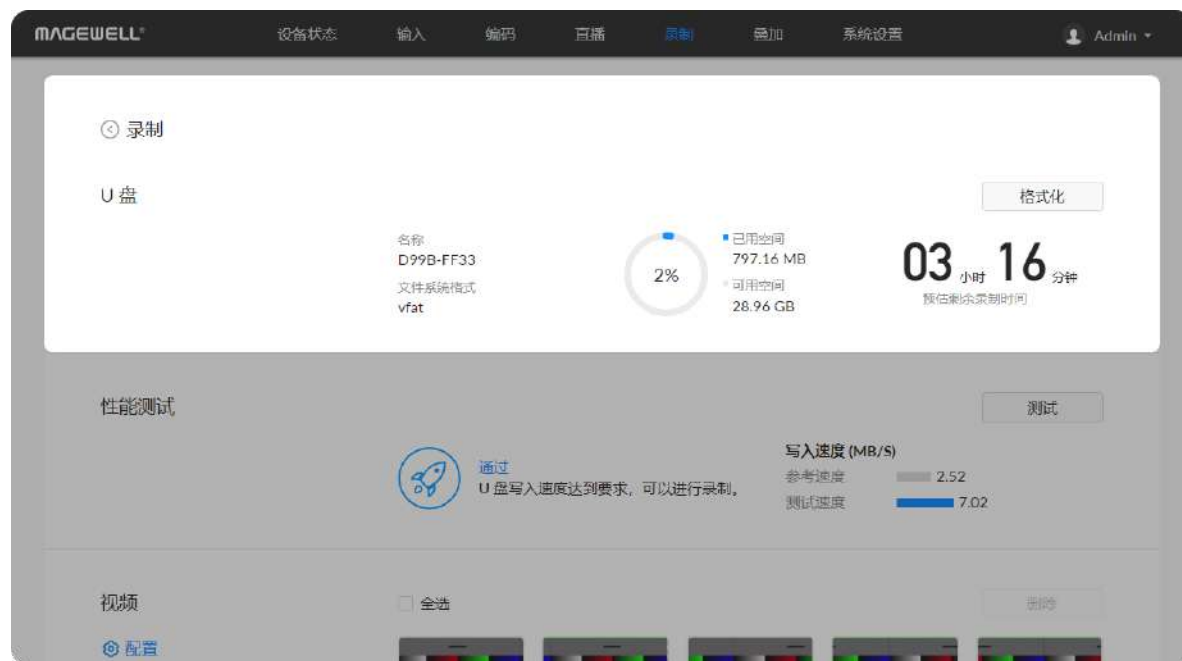 MAGEWELL® 设备状态 输入 编码 直播 录制 叠加 系统设置 Admin
录制
U 盘 格式化
名称
D99B-FF33
文件系统格式
vfat
2%
已用空间
797.16 MB
可用空间
28.96 GB
03 小时 16 分钟
预估剩余录制时间
性能测试 测试
通过
U 盘写入速度达到要求，可以进行录制。
写入速度 (MB/S)
参考速度 2.52
测试速度 7.02
视频 全选 删除
配置